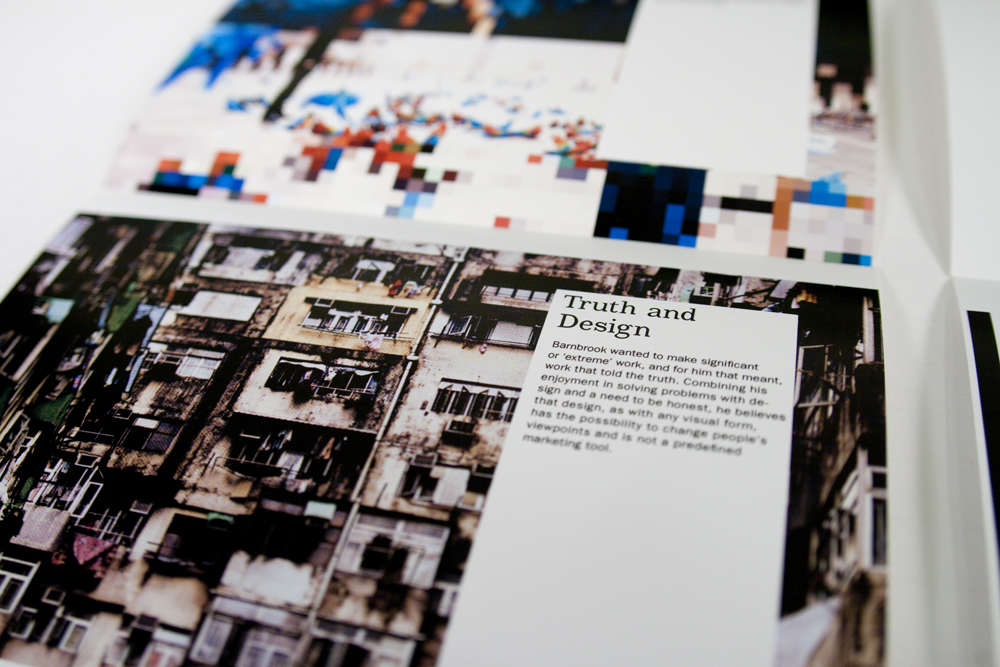 Truth and
Design
Barnbrook wanted to make significant
or 'extreme' work, and for him that meant,
work that told the truth. Combining his
enjoyment in solving problems with de-
sign and a need to be honest, he believes
that design, as with any visual form,
has the possibility to change people's
viewpoints and is not a predefined
marketing tool.